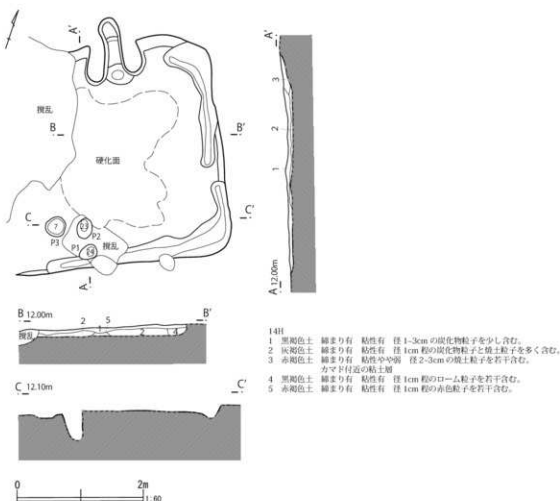 A'
撹乱
B
B'
硬化面
C
7
23
P2
C'
P3
P1
24
撹乱
A
A'
3
2
1
A 12.00m
B 12.00m
2
5
B'
撹乱
1
2
4
C 12.10m
C'
0
2m
1:60
14H
1 黒褐色土 締まり有 粘性有 径1-3cmの炭化物粒子を少し含む。
2 灰褐色土 締まり有 粘性有 径1cm程の炭化物粒子と焼土粒子を多く含む。
3 赤褐色土 締まり有 粘性やや弱 径2-3cmの焼土粒子を若干含む。
カマド付近の粘土層
4 黒褐色土 締まり有 粘性有 径1cm程のローム粒子を若干含む。
5 赤褐色土 締まり有 粘性有 径1cm程の赤色粒子を若干含む。